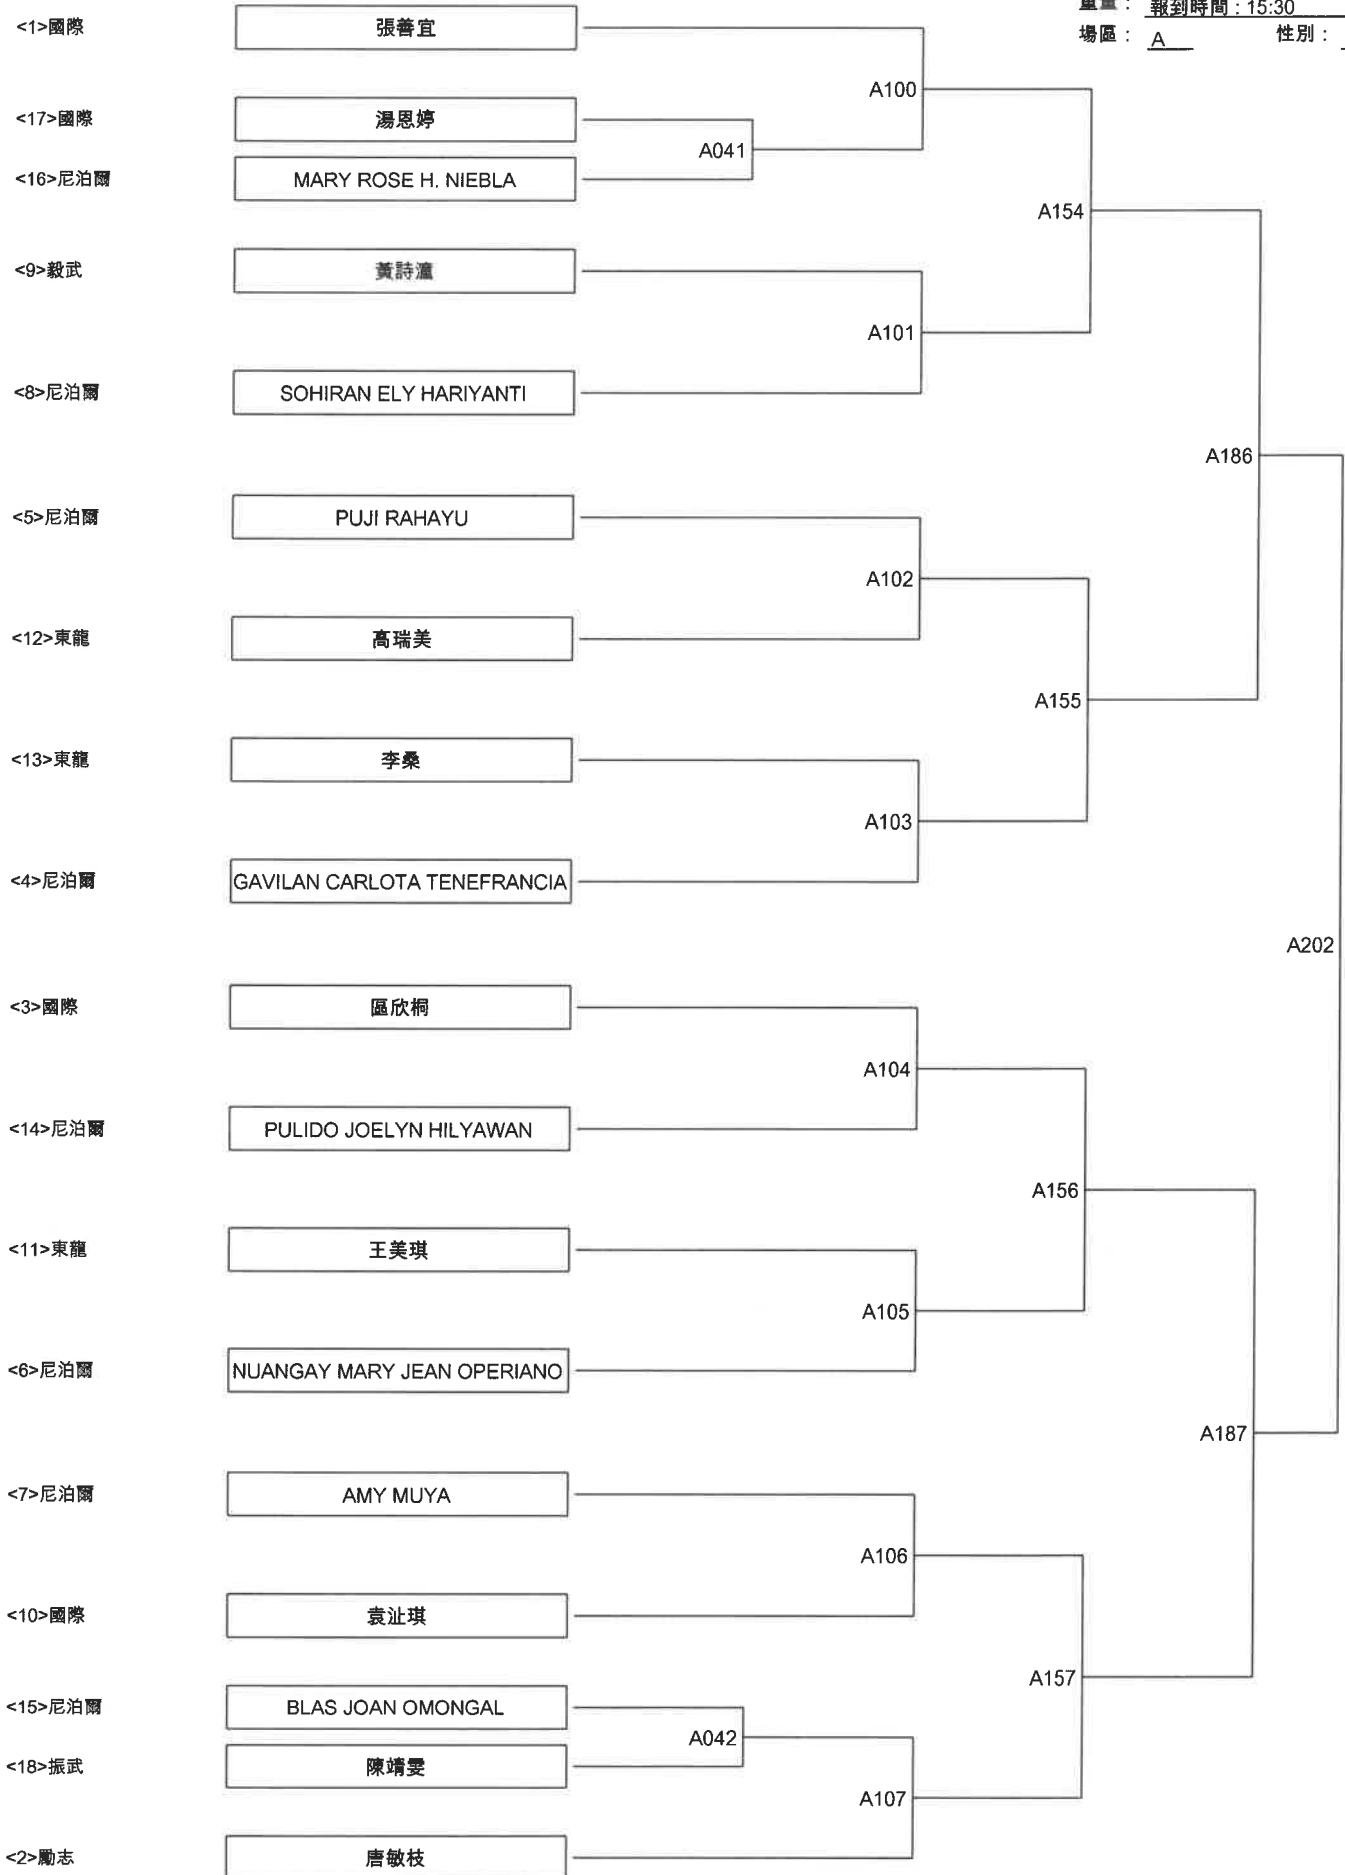 重量： 報到時間 : 15:30
場區： A 性別：
<1>國際 張善宜
A100
<17>國際 湯恩婷
A041
<16>尼泊爾 MARY ROSE H. NIEBLA
A154
<9>毅武 黃詩瀍
A101
<8>尼泊爾 SOHIRAN ELY HARIYANTI
A186
<5>尼泊爾 PUJI RAHAYU
A102
<12>東龍 高瑞美
A155
<13>東龍 李桑
A103
<4>尼泊爾 GAVILAN CARLOTA TENEFRANCIA
A202
<3>國際 區欣桐
A104
<14>尼泊爾 PULIDO JOELYN HILYAWAN
A156
<11>東龍 王美琪
A105
<6>尼泊爾 NUANGAY MARY JEAN OPERIANO
A187
<7>尼泊爾 AMY MUYA
A106
<10>國際 袁沚琪
A157
<15>尼泊爾 BLAS JOAN OMONGAL
A042
<18>振武 陳靖雯
A107
<2>勵志 唐敏枝